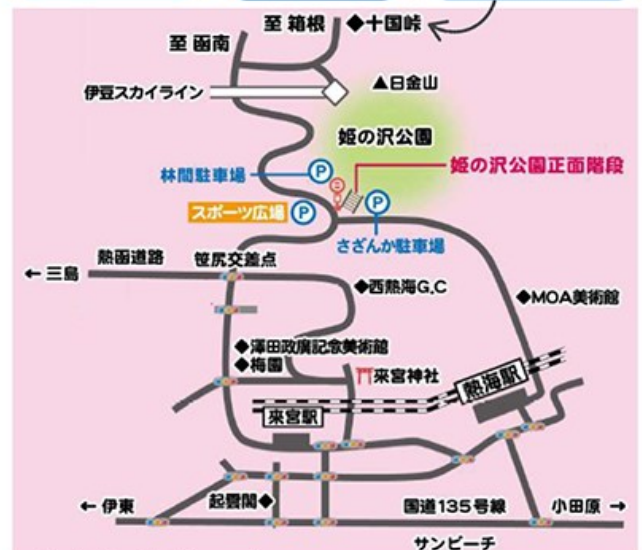 至 箱根 ◆十国峠
至 函南
伊豆スカイライン
▲日金山
姫の沢公園
林間駐車場
P
姫の沢公園正面階段
スポーツ広場 P
P
さざんか駐車場
熱函道路
笹尻交差点
← 三島
◆西熱海G.C
◆MOA美術館
◆澤田政廣記念美術館
◆梅園
來宮神社
熱海駅
來宮駅
← 伊東
起雲閣◆
国道135号線
小田原 →
サンビーチ